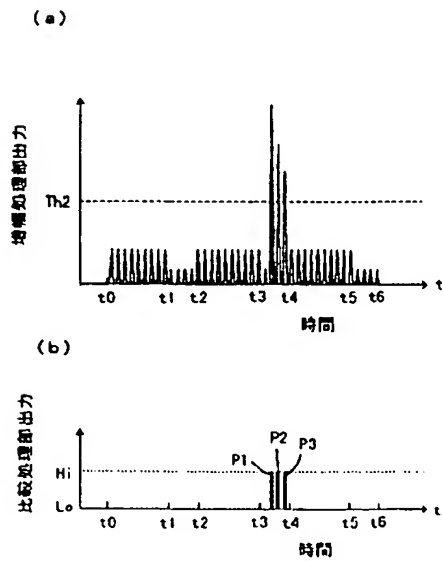 (a)
増幅処理部出力
Th2
t0 t1 t2 t3 t4 t5 t6 t
時間
(b)
比較処理部出力
P1 P2 P3
Hi
Lo
t0 t1 t2 t3 t4 t5 t6 t
時間